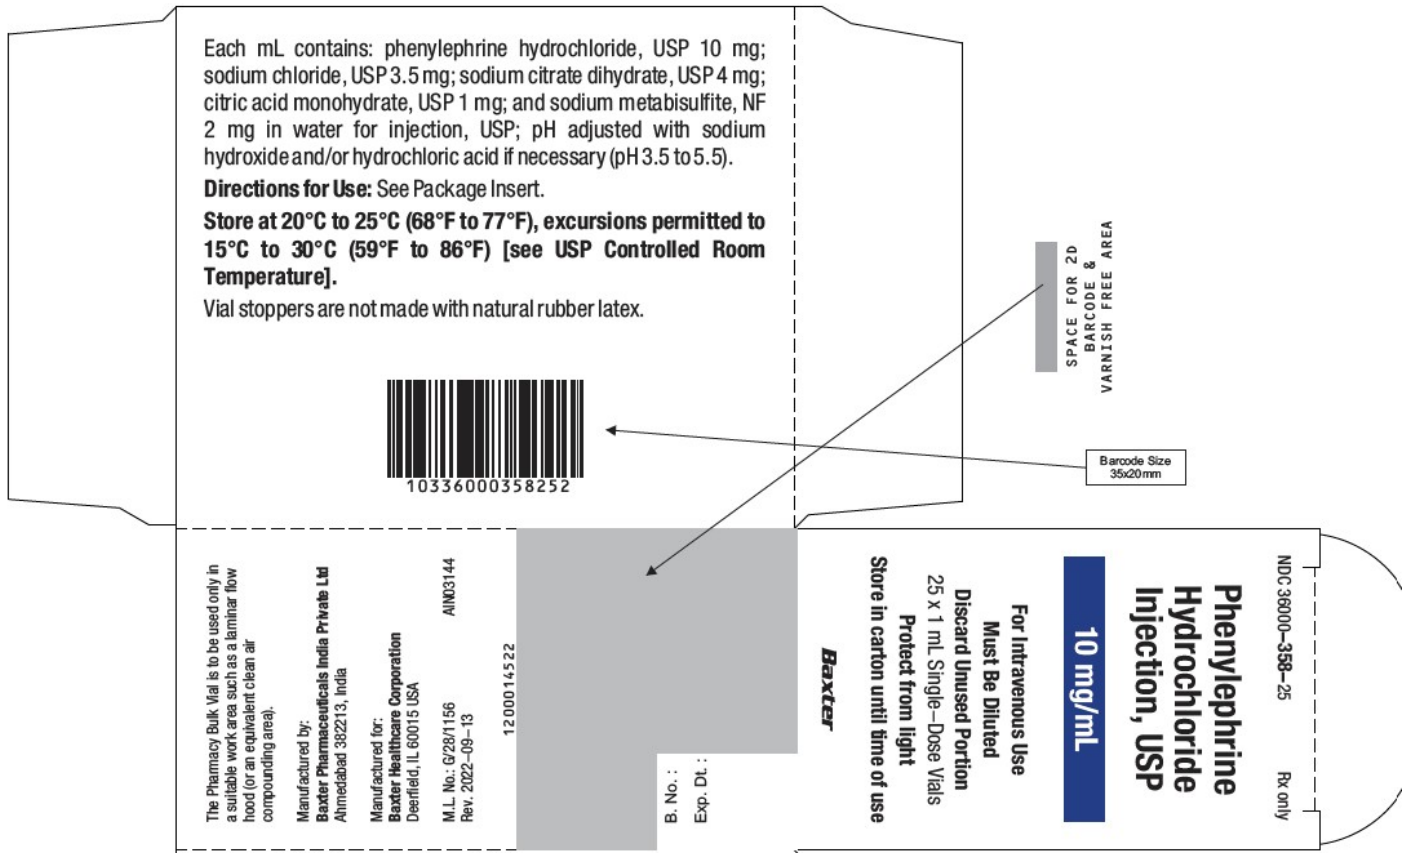 Each mL contains: phenylephrine hydrochloride, USP 10 mg;
sodium chloride, USP 3.5 mg; sodium citrate dihydrate, USP 4 mg;
citric acid monohydrate, USP 1 mg; and sodium metabisulfite, NF
2 mg in water for injection, USP; pH adjusted with sodium
hydroxide and/or hydrochloric acid if necessary (pH 3.5 to 5.5).
Directions for Use: See Package Insert.
Store at 20°C to 25°C (68°F to 77°F), excursions permitted to
15°C to 30°C (59°F to 86°F) [see USP Controlled Room
Temperature].
Vial stoppers are not made with natural rubber latex.
10336000358252
SPACE FOR 2D
BARCODE &
VARNISH FREE AREA
Barcode Size
35x20mm
The Pharmacy Bulk Vial is to be used only in
a suitable work area such as a laminar flow
hood (or an equivalent clean air
compounding area).
Manufactured by:
Baxter Pharmaceuticals India Private Ltd
Ahmedabad 382213, India
Manufactured for:
Baxter Healthcare Corporation
Deerfield, IL 60015 USA
M.L. No.: G/28/1156 AIN03144
Rev. 2022–09–13
1200014522
B. No. :
Exp. Dt. :
NDC 36000–358–25 Rx only
Phenylephrine
Hydrochloride
Injection, USP
10 mg/mL
For Intravenous Use
Must Be Diluted
Discard Unused Portion
25 x 1 mL Single–Dose Vials
Protect from light
Store in carton until time of use
Baxter